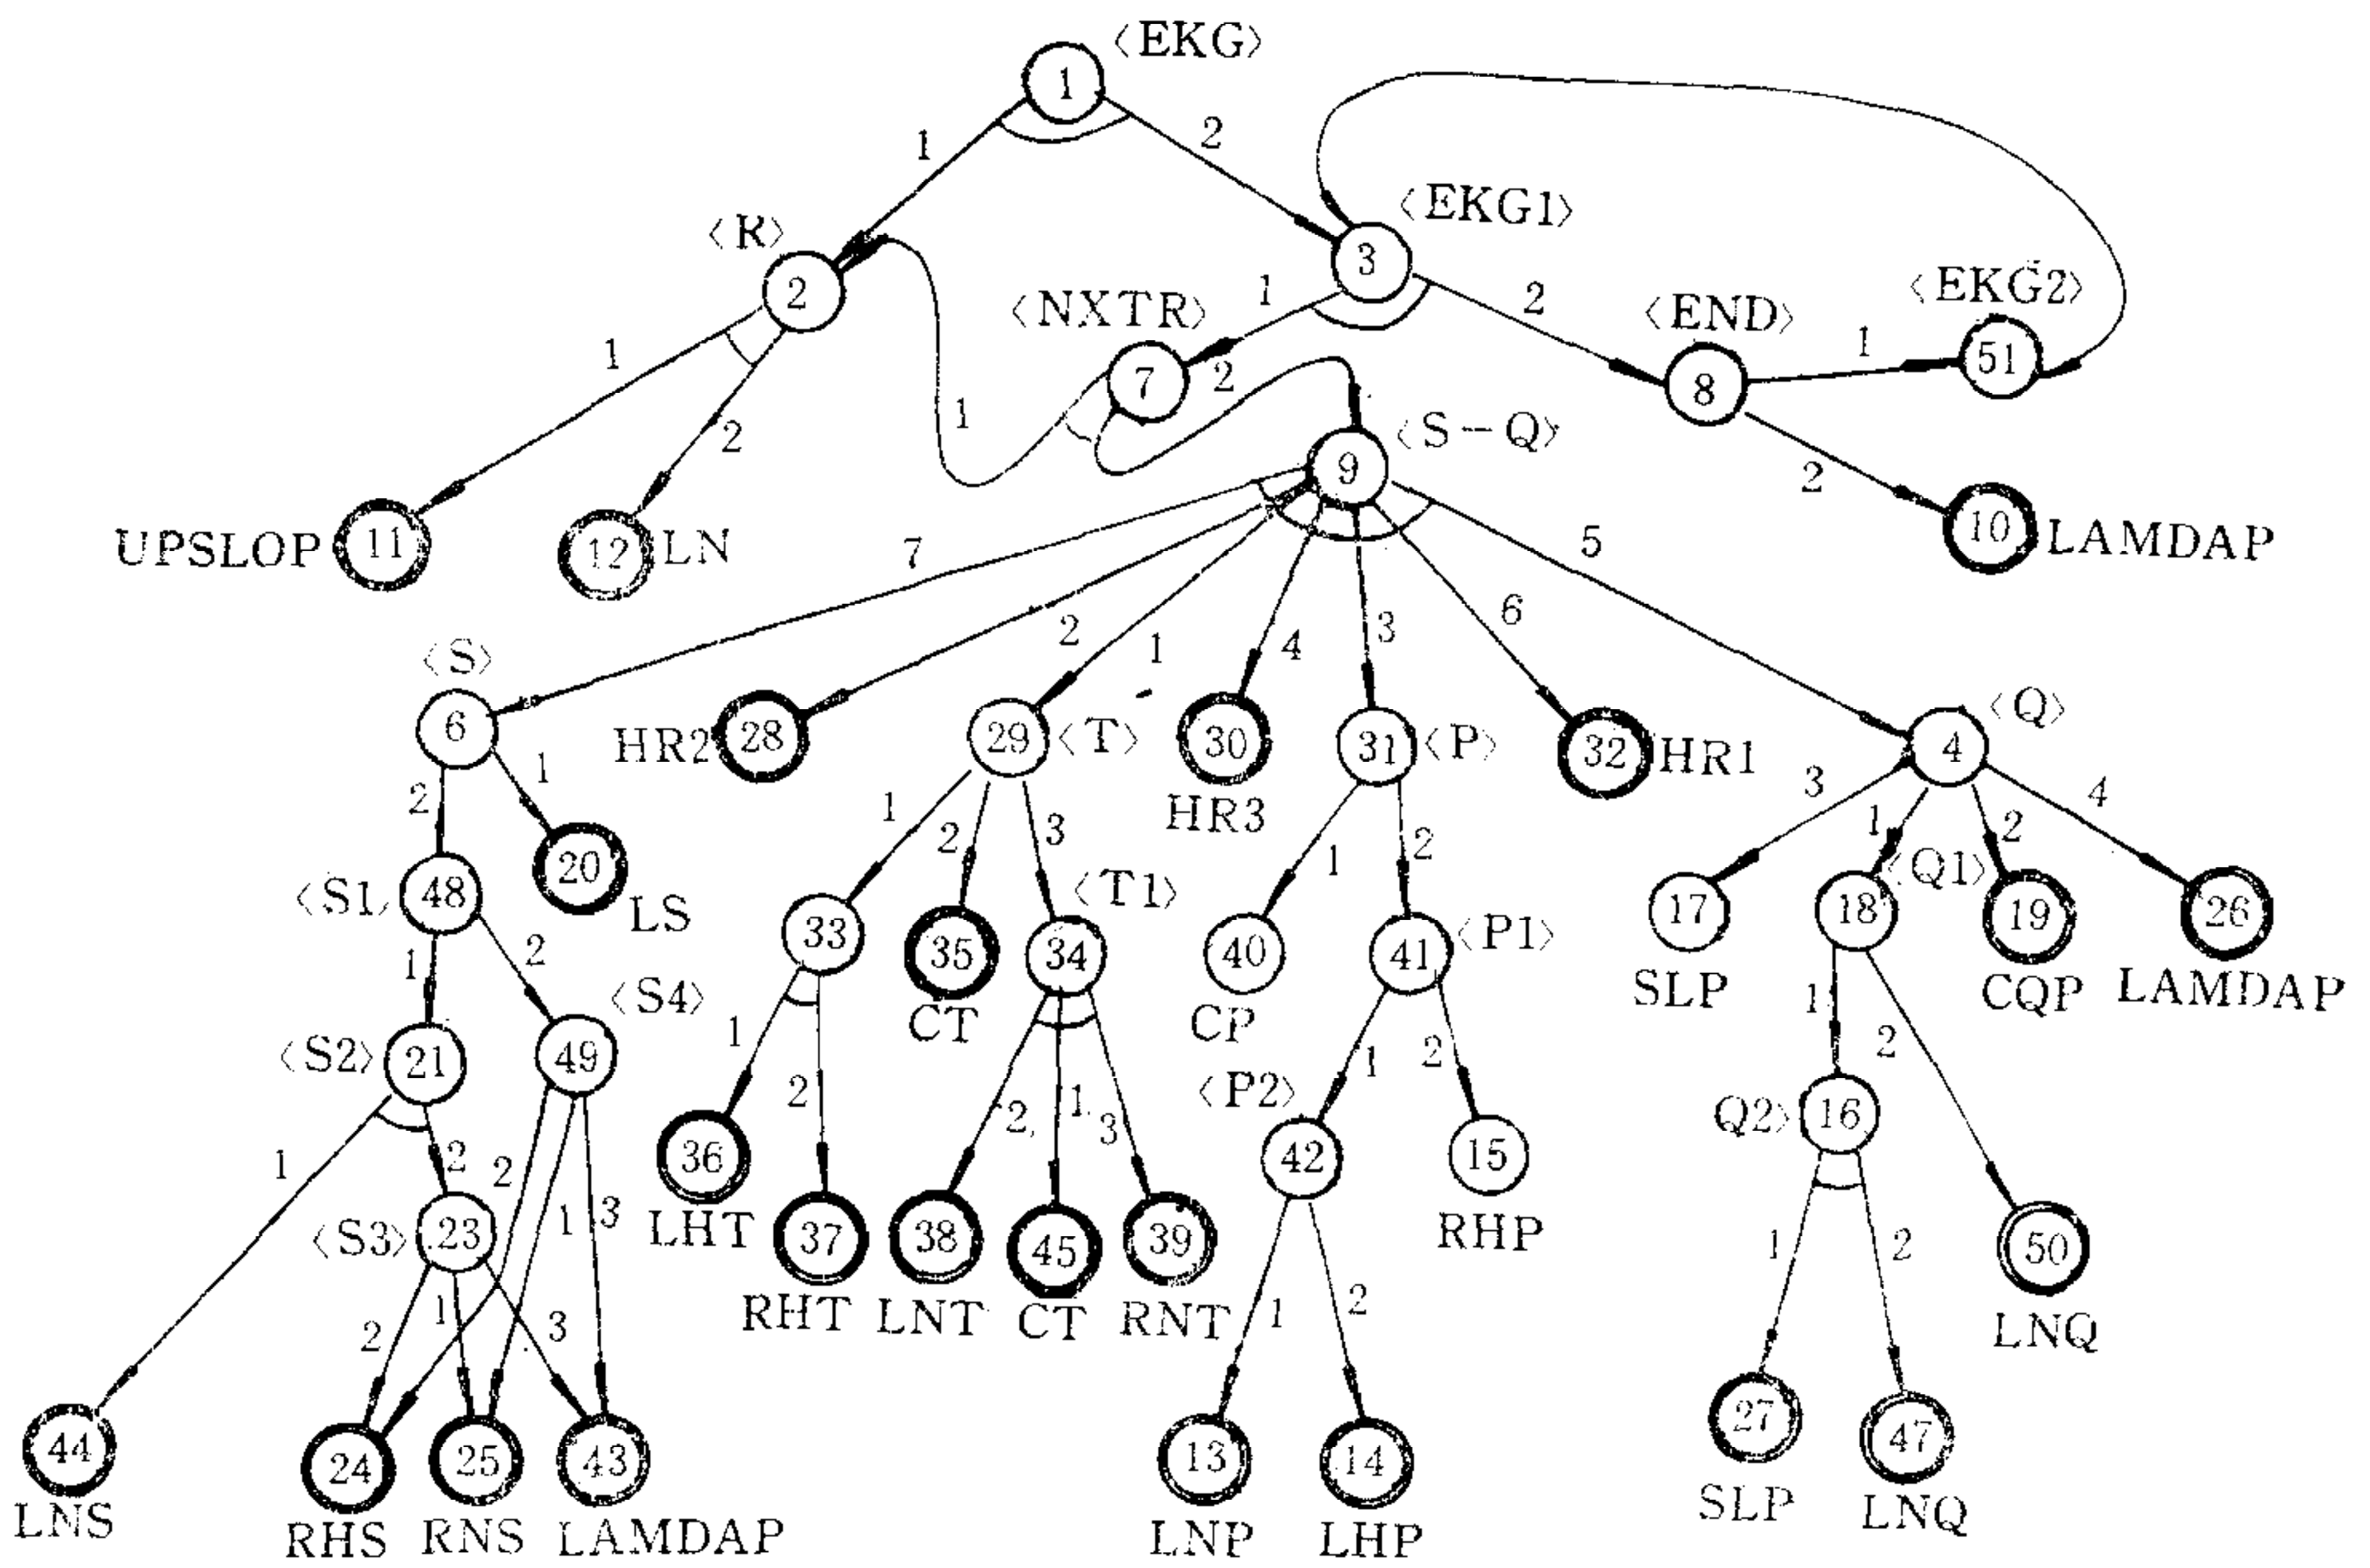 ⟨EKG⟩
1
1
2
⟨R⟩
⟨EKG1⟩
2
3
⟨NXTR⟩
1
2
⟨END⟩
⟨EKG2⟩
1
7
2
8
1
51
1
2
1
⟨S-Q⟩
9
2
UPSLOP
11
12
LN
10
LAMDAP
7
2
1
4
3
6
5
⟨S⟩
6
HR2
28
29
⟨T⟩
30
HR3
31
⟨P⟩
32
HR1
⟨Q⟩
4
2
1
1
2
3
1
2
3
1
2
4
⟨S1
48
20
LS
33
35
CT
⟨T1⟩
34
40
CP
41
⟨P1⟩
17
SLP
18
⟨Q1⟩
19
CQP
26
LAMDAP
1
2
⟨S4⟩
1
2
2,
1
3
1
2
1
2
⟨S2⟩
21
49
36
LHT
37
RHT
38
LNT
45
CT
39
RNT
⟨P2⟩
42
15
RHP
Q2⟩
16
50
LNQ
1
2
2
1
3
⟨S3⟩
23
2
1
3
1
2
1
2
44
LNS
24
RHS
25
RNS
43
LAMDAP
13
LNP
14
LHP
27
SLP
47
LNQ